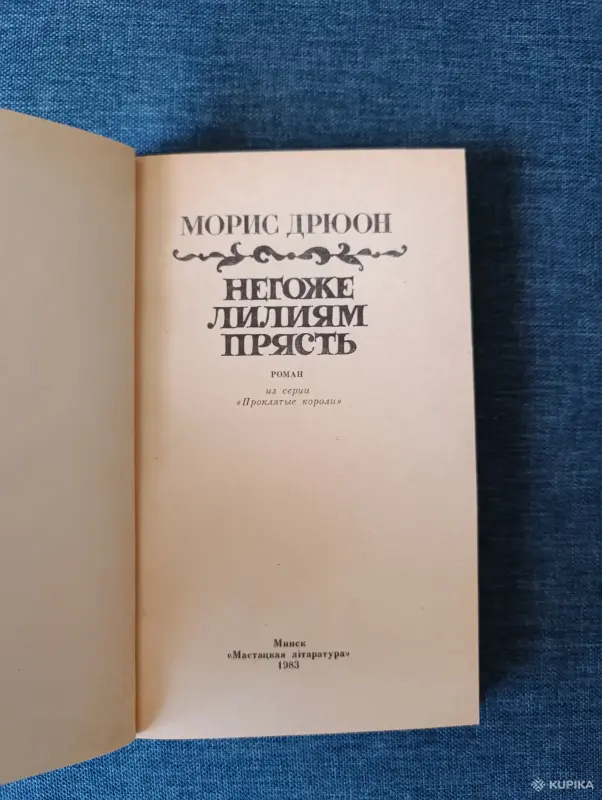 МОРИС ДРЮОН
НЕГОЖЕ
ЛИЛИЯМ
ПРЯСТЬ
РОМАН
из серии
«Проклятые короли»
Минск
«Мастацкая літаратура»
1983
KUPIKA